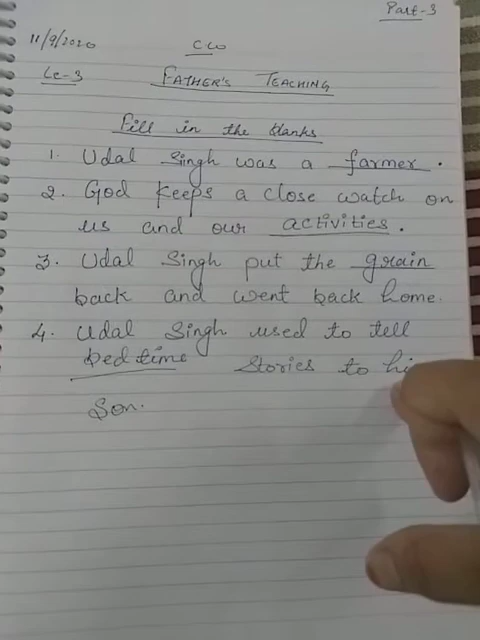 Part-3
11/9/2020 CW
Le-3 FATHER'S TEACHING
Fill in the blanks
1. Udal Singh was a farmer.
2. God keeps a close watch on
us and our activities.
3. Udal Singh put the grain
back and went back home.
4. Udal Singh used to tell
bed time stories to hi
Son.